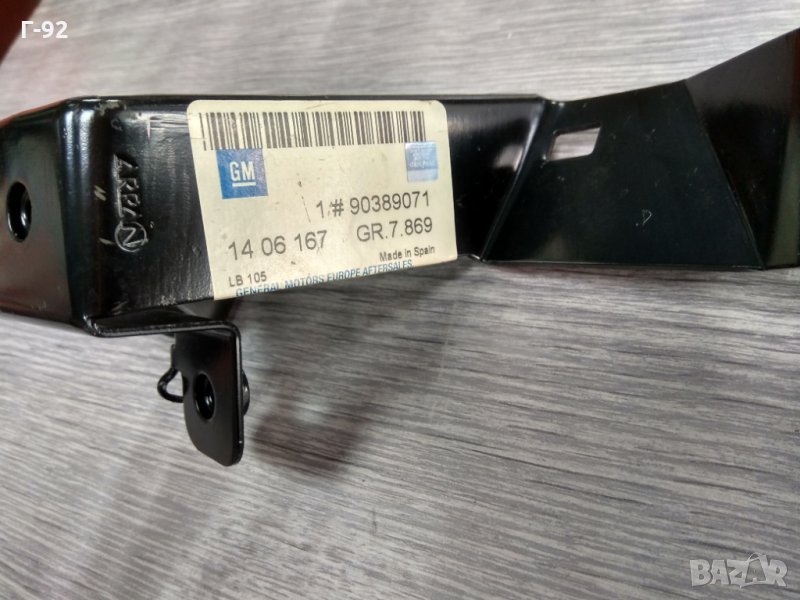 Г-92
GM
1 # 90389071
14 06 167 GR.7.869
Made in Spain
LB 105
GENERAL MOTORS EUROPE AFTERSALES
BAZAR